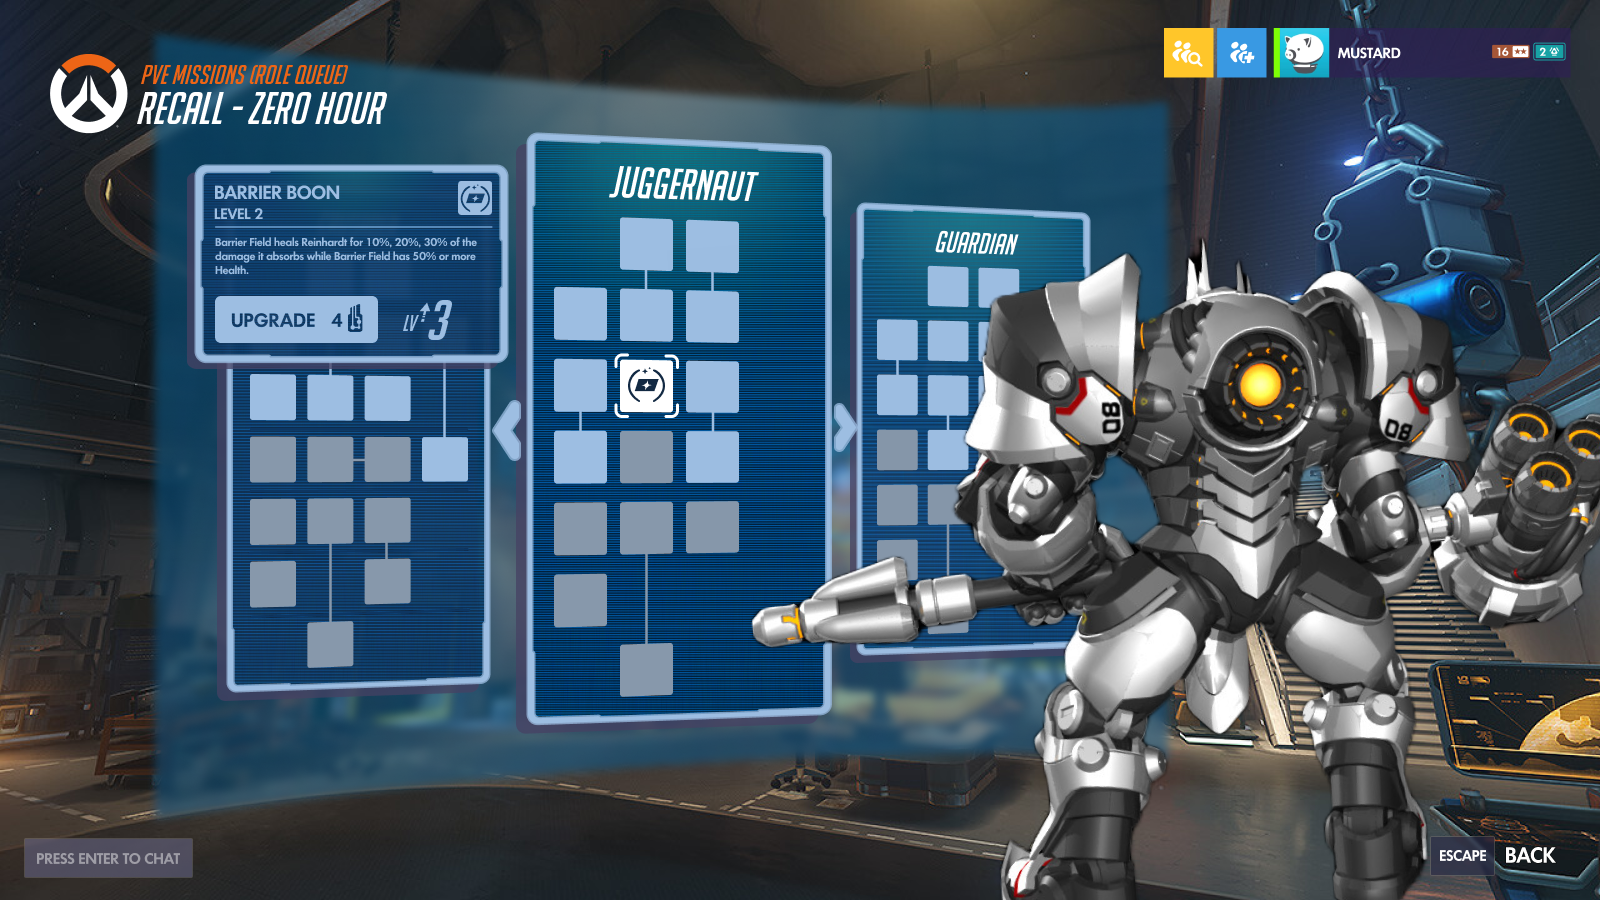 PVE MISSIONS (ROLE QUEUE)
RECALL - ZERO HOUR
MUSTARD
16
2
BARRIER BOON
LEVEL 2
Barrier Field heals Reinhardt for 10%, 20%, 30% of the
damage it absorbs while Barrier Field has 50% or more
Health.
UPGRADE 4
LV 3
JUGGERNAUT
GUARDIAN
08
08
PRESS ENTER TO CHAT
ESCAPE
BACK